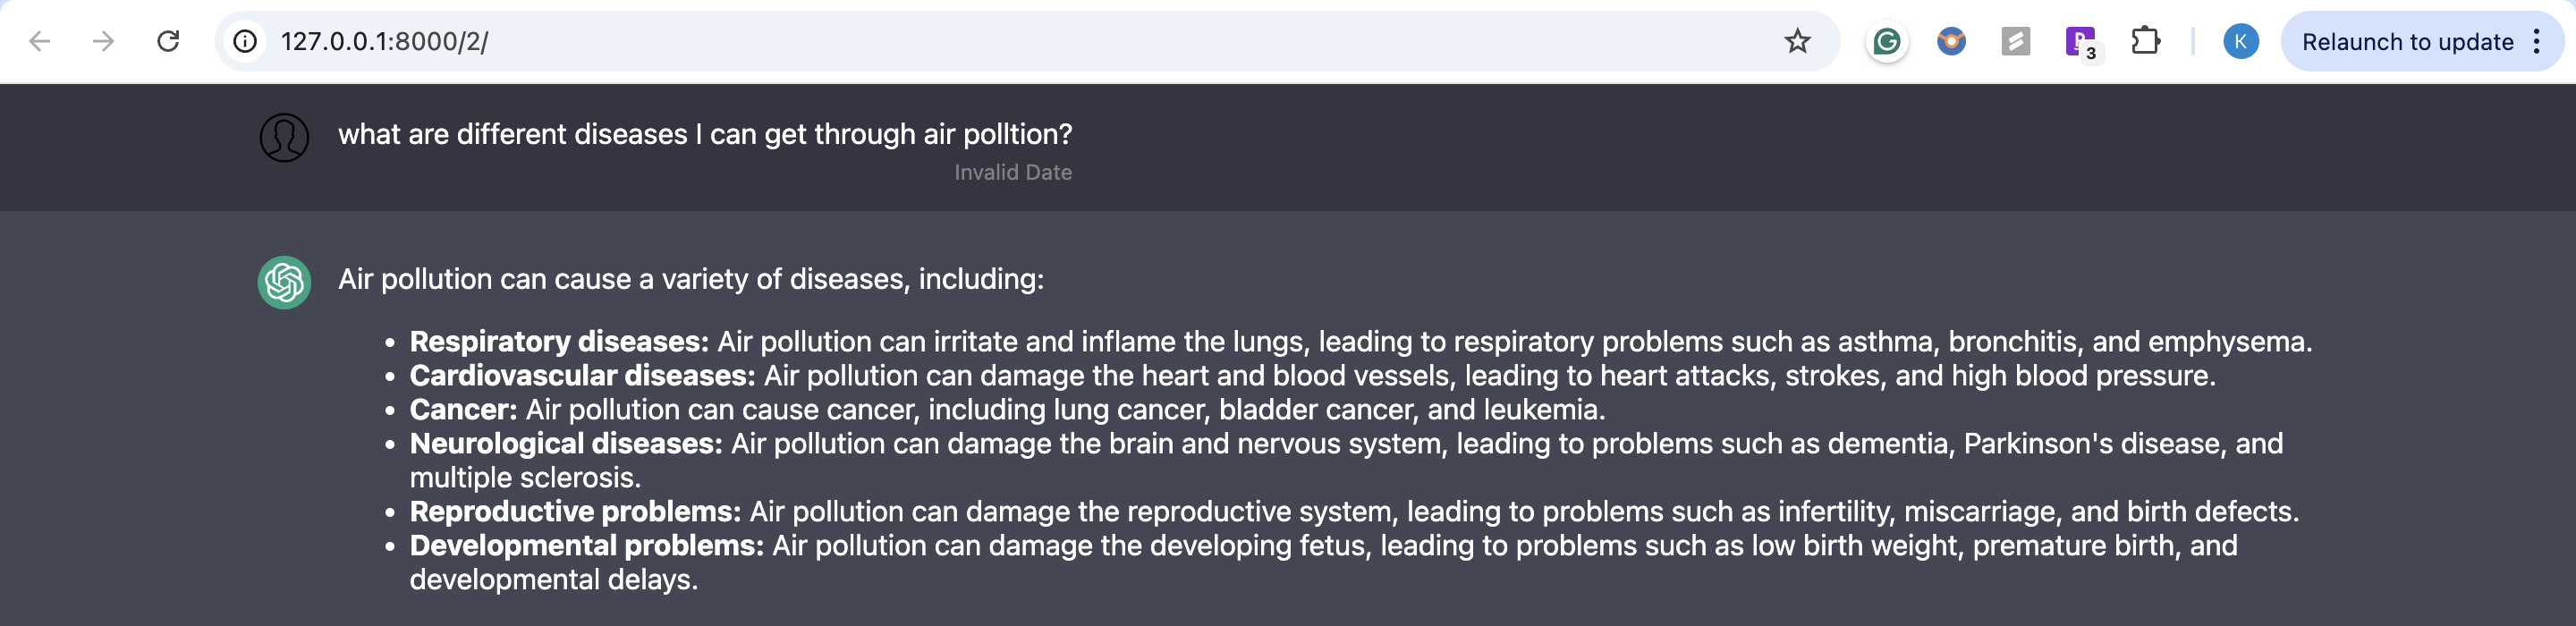 127.0.0.1:8000/2/
3
K
Relaunch to update
what are different diseases I can get through air polltion?
Invalid Date
Air pollution can cause a variety of diseases, including:
• Respiratory diseases: Air pollution can irritate and inflame the lungs, leading to respiratory problems such as asthma, bronchitis, and emphysema.
• Cardiovascular diseases: Air pollution can damage the heart and blood vessels, leading to heart attacks, strokes, and high blood pressure.
• Cancer: Air pollution can cause cancer, including lung cancer, bladder cancer, and leukemia.
• Neurological diseases: Air pollution can damage the brain and nervous system, leading to problems such as dementia, Parkinson's disease, and
multiple sclerosis.
• Reproductive problems: Air pollution can damage the reproductive system, leading to problems such as infertility, miscarriage, and birth defects.
• Developmental problems: Air pollution can damage the developing fetus, leading to problems such as low birth weight, premature birth, and
developmental delays.